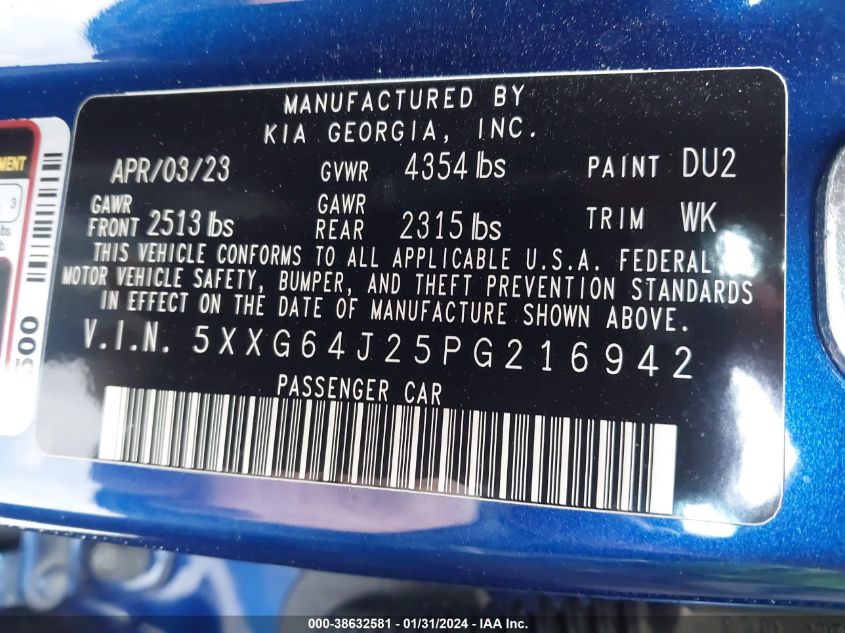 MANUFACTURED BY
KIA GEORGIA, INC.
APR/03/23 GVWR 4354 lbs PAINT DU2
GAWR FRONT 2513 lbs GAWR REAR 2315 lbs TRIM WK
THIS VEHICLE CONFORMS TO ALL APPLICABLE U.S.A. FEDERAL
MOTOR VEHICLE SAFETY, BUMPER, AND THEFT PREVENTION STANDARDS
IN EFFECT ON THE DATE OF MANUFACTURE SHOWN ABOVE.
V.I.N. 5XXG64J25PG216942
PASSENGER CAR
3
500
000-38632581 - 01/31/2024 - IAA, Inc.